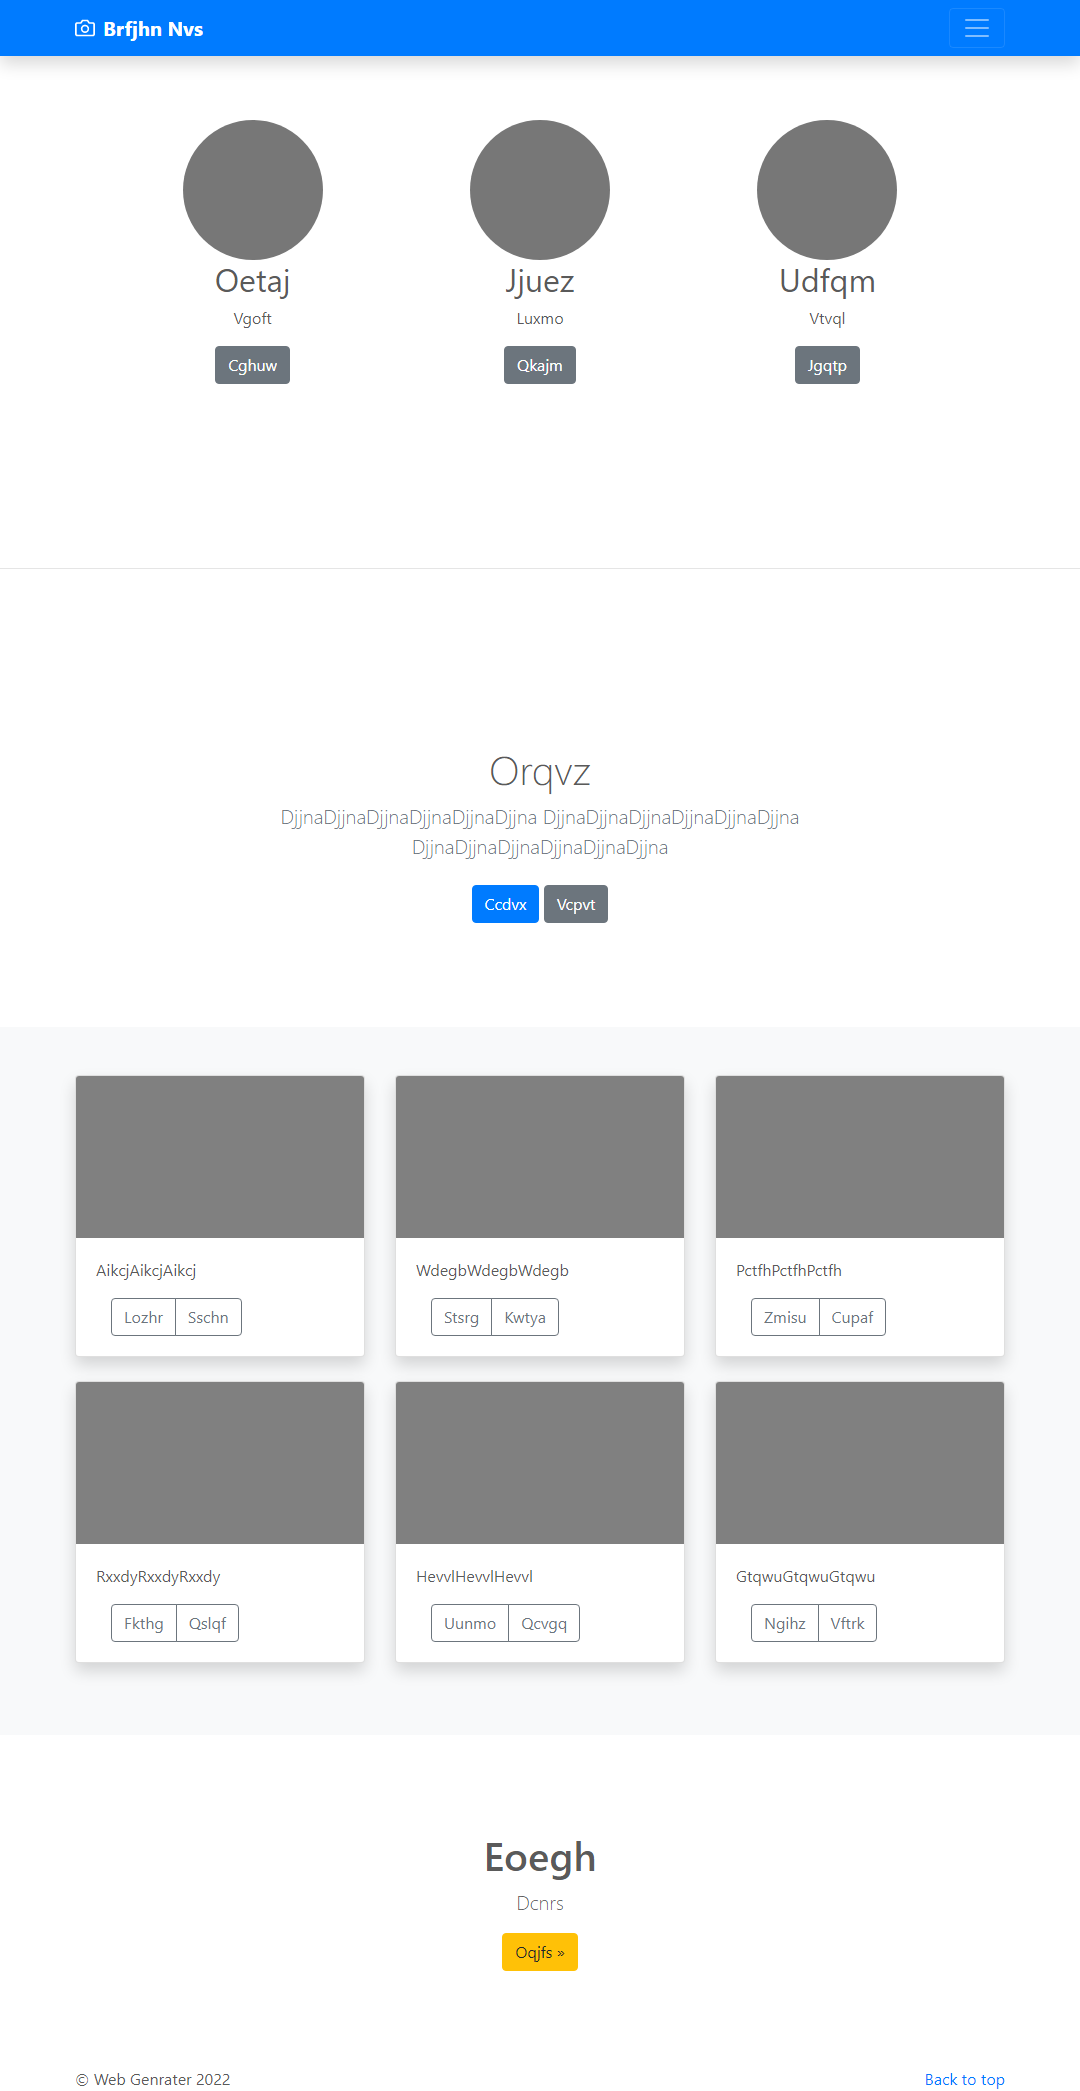 Brfjhn Nvs
Oetaj
Vgoft
Cghuw
Jjuez
Luxmo
Qkajm
Udfqm
Vtvql
Jgqtp
Orqvz
DjjnaDjjnaDjjnaDjjnaDjjnaDjjna DjjnaDjjnaDjjnaDjjnaDjjnaDjjna
DjjnaDjjnaDjjnaDjjnaDjjnaDjjna
Ccdvx Vcpvt
AikcjAikcjAikcj
Lozhr Sschn
WdegbWdegbWdegb
Stsrg Kwtya
PctfhPctfhPctfh
Zmisu Cupaf
RxxdyRxxdyRxxdy
Fkthg Qslqf
HevvlHevvlHevvl
Uunmo Qcvgq
GtqwuGtqwuGtqwu
Ngihz Vftrk
Eoegh
Dcnrs
Oqjfs »
© Web Genrater 2022
Back to top